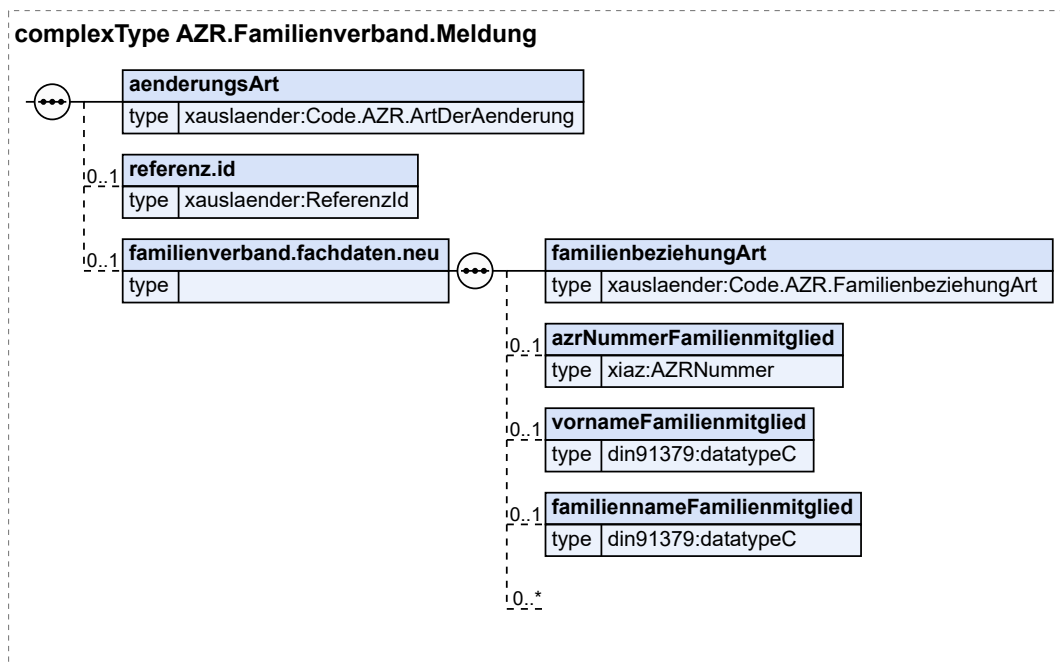 complexType AZR.Familienverband.Meldung
aenderungsArt
type xauslaender:Code.AZR.ArtDerAenderung
0..1 referenz.id
type xauslaender:ReferenzId
0..1 familienverband.fachdaten.neu
type
familienbeziehungArt
type xauslaender:Code.AZR.FamilienbeziehungArt
0..1 azrNummerFamilienmitglied
type xiaz:AZRNummer
0..1 vornameFamilienmitglied
type din91379:datatypeC
0..1 familiennameFamilienmitglied
type din91379:datatypeC
0..*